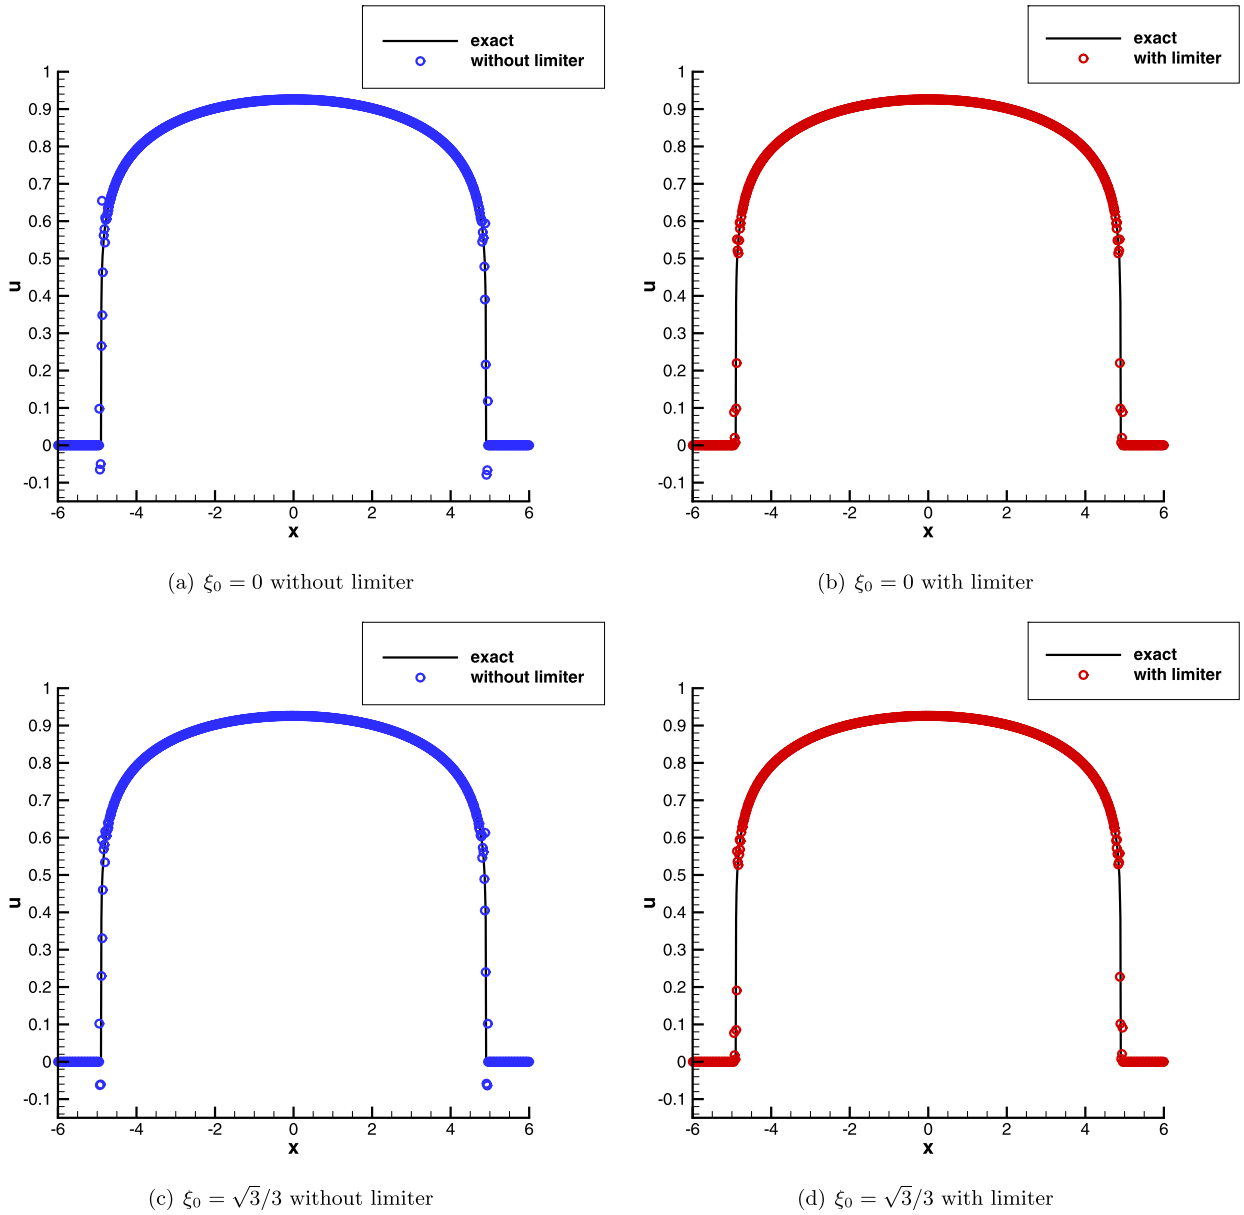 exact
without limiter
1
0.9
0.8
0.7
0.6
0.5
0.4
0.3
0.2
0.1
0
-0.1
u
-6 -4 -2 0 2 4 6
x
(a) ξ₀ = 0 without limiter
exact
with limiter
1
0.9
0.8
0.7
0.6
0.5
0.4
0.3
0.2
0.1
0
-0.1
u
-6 -4 -2 0 2 4 6
x
(b) ξ₀ = 0 with limiter
exact
without limiter
1
0.9
0.8
0.7
0.6
0.5
0.4
0.3
0.2
0.1
0
-0.1
u
-6 -4 -2 0 2 4 6
x
(c) ξ₀ = √3/3 without limiter
exact
with limiter
1
0.9
0.8
0.7
0.6
0.5
0.4
0.3
0.2
0.1
0
-0.1
u
-6 -4 -2 0 2 4 6
x
(d) ξ₀ = √3/3 with limiter